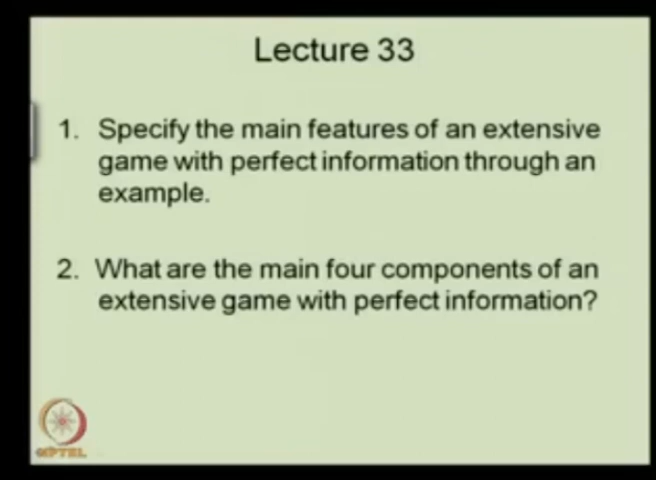 Lecture 33
1. Specify the main features of an extensive
game with perfect information through an
example.
2. What are the main four components of an
extensive game with perfect information?
NPTEL